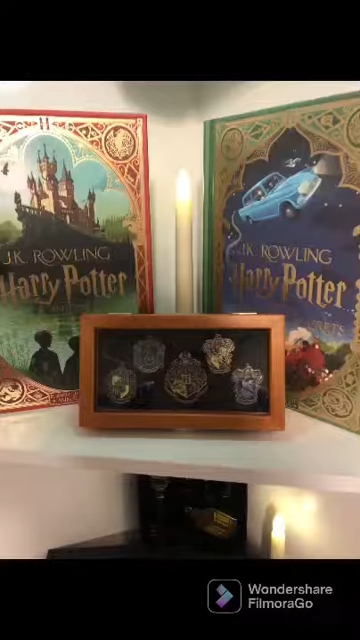 J.K. ROWLING
Harry Potter
J.K. ROWLING
Harry Potter
Wondershare
FilmoraGo